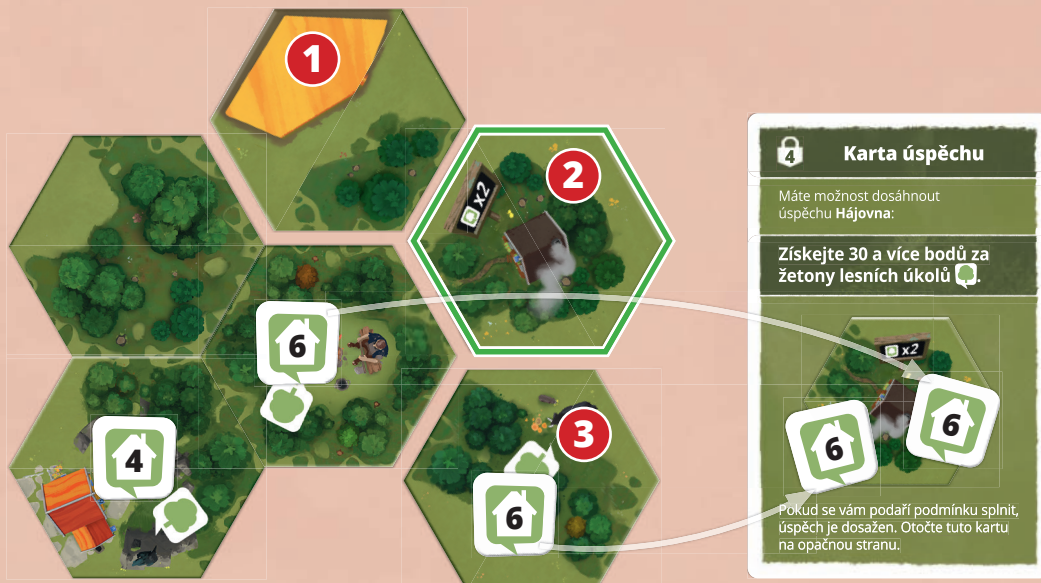 1
2
x2
6
4
3
6
4
Karta úspěchu
Máte možnost dosáhnout
úspěchu Hájovna:
Získejte 30 a více bodů za
žetony lesních úkolů .
x2
6
6
Pokud se vám podaří podmínku splnit,
úspěch je dosažen. Otočte tuto kartu
na opačnou stranu.